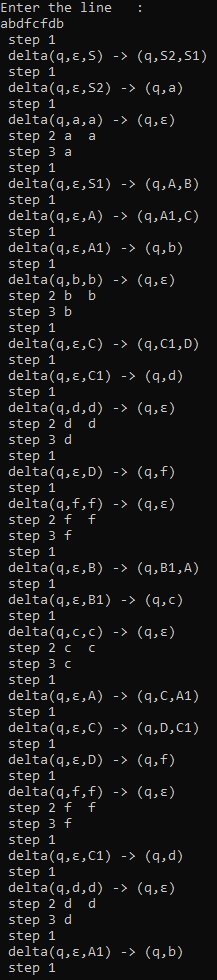 Enter the line   :
abdfcfdb
step 1
delta(q,ε,S) -> (q,S2,S1)
step 1
delta(q,ε,S2) -> (q,a)
step 1
delta(q,a,a) -> (q,ε)
step 2 a  a
step 3 a
step 1
delta(q,ε,S1) -> (q,A,B)
step 1
delta(q,ε,A) -> (q,A1,C)
step 1
delta(q,ε,A1) -> (q,b)
step 1
delta(q,b,b) -> (q,ε)
step 2 b  b
step 3 b
step 1
delta(q,ε,C) -> (q,C1,D)
step 1
delta(q,ε,C1) -> (q,d)
step 1
delta(q,d,d) -> (q,ε)
step 2 d  d
step 3 d
step 1
delta(q,ε,D) -> (q,f)
step 1
delta(q,f,f) -> (q,ε)
step 2 f  f
step 3 f
step 1
delta(q,ε,B) -> (q,B1,A)
step 1
delta(q,ε,B1) -> (q,c)
step 1
delta(q,c,c) -> (q,ε)
step 2 c  c
step 3 c
step 1
delta(q,ε,A) -> (q,C,A1)
step 1
delta(q,ε,C) -> (q,D,C1)
step 1
delta(q,ε,D) -> (q,f)
step 1
delta(q,f,f) -> (q,ε)
step 2 f  f
step 3 f
step 1
delta(q,ε,C1) -> (q,d)
step 1
delta(q,d,d) -> (q,ε)
step 2 d  d
step 3 d
step 1
delta(q,ε,A1) -> (q,b)
step 1